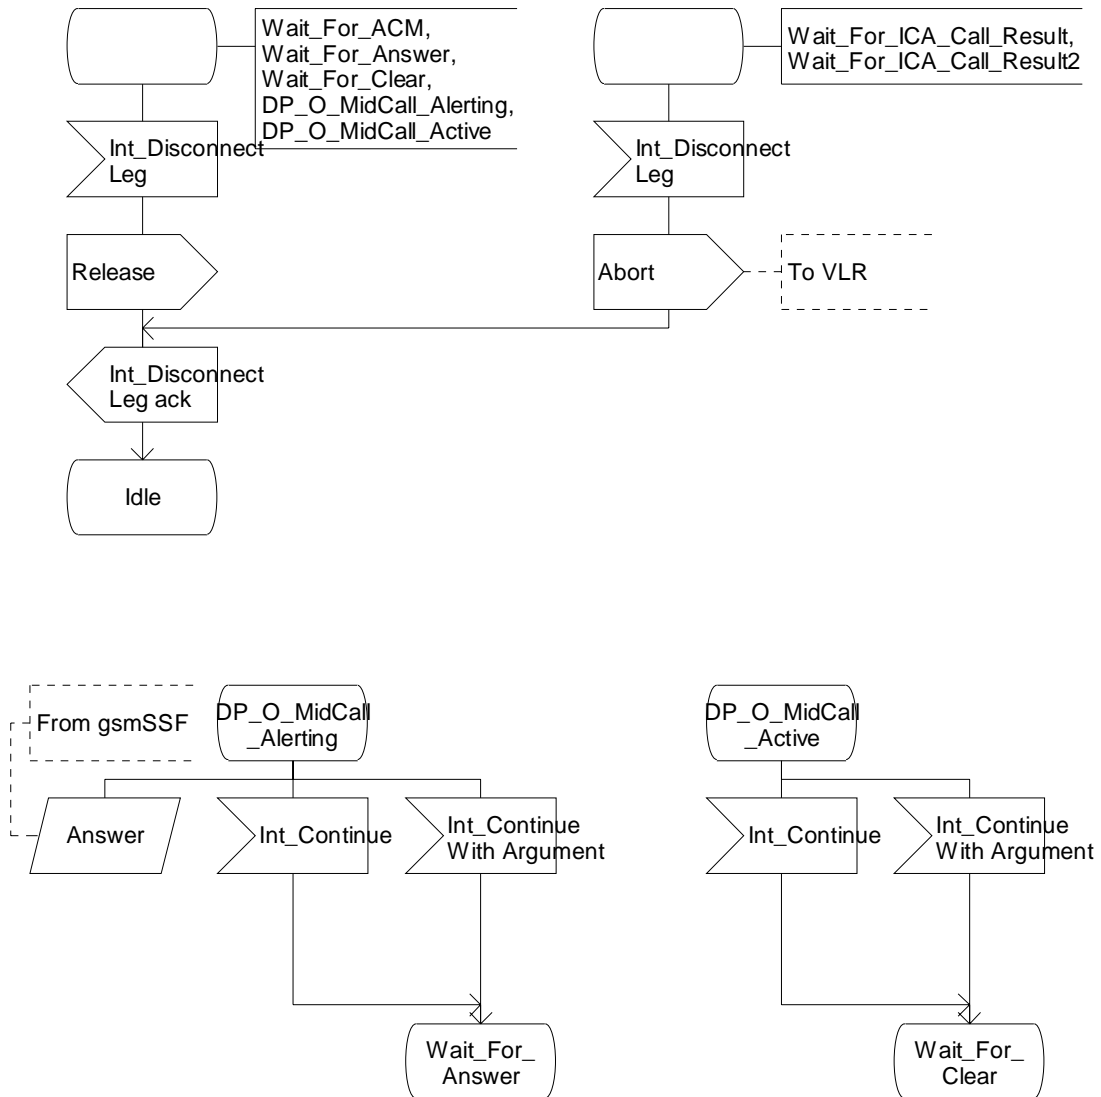 Wait_For_ACM,
Wait_For_Answer,
Wait_For_Clear,
DP_O_MidCall_Alerting,
DP_O_MidCall_Active
Wait_For_ICA_Call_Result,
Wait_For_ICA_Call_Result2
Int_Disconnect
Leg
Int_Disconnect
Leg
Release
Abort
To VLR
Int_Disconnect
Leg ack
Idle
From gsmSSF
DP_O_MidCall
_Alerting
DP_O_MidCall
_Active
Answer
Int_Continue
Int_Continue
With Argument
Int_Continue
Int_Continue
With Argument
Wait_For_
Answer
Wait_For_
Clear